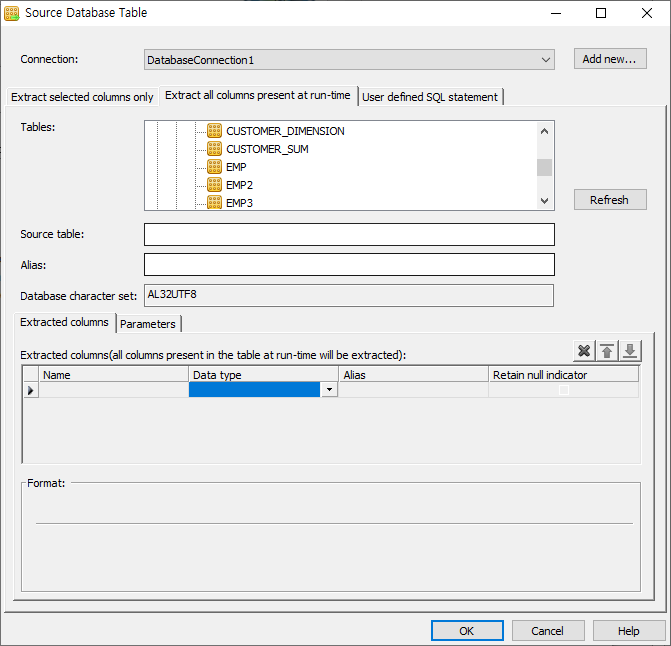 Source Database Table
Connection:
DatabaseConnection1
Add new...
Extract selected columns only
Extract all columns present at run-time
User defined SQL statement
Tables:
CUSTOMER_DIMENSION
CUSTOMER_SUM
EMP
EMP2
EMP3
Refresh
Source table:
Alias:
Database character set:
AL32UTF8
Extracted columns
Parameters
Extracted columns(all columns present in the table at run-time will be extracted):
Name
Data type
Alias
Retain null indicator
Format:
OK
Cancel
Help